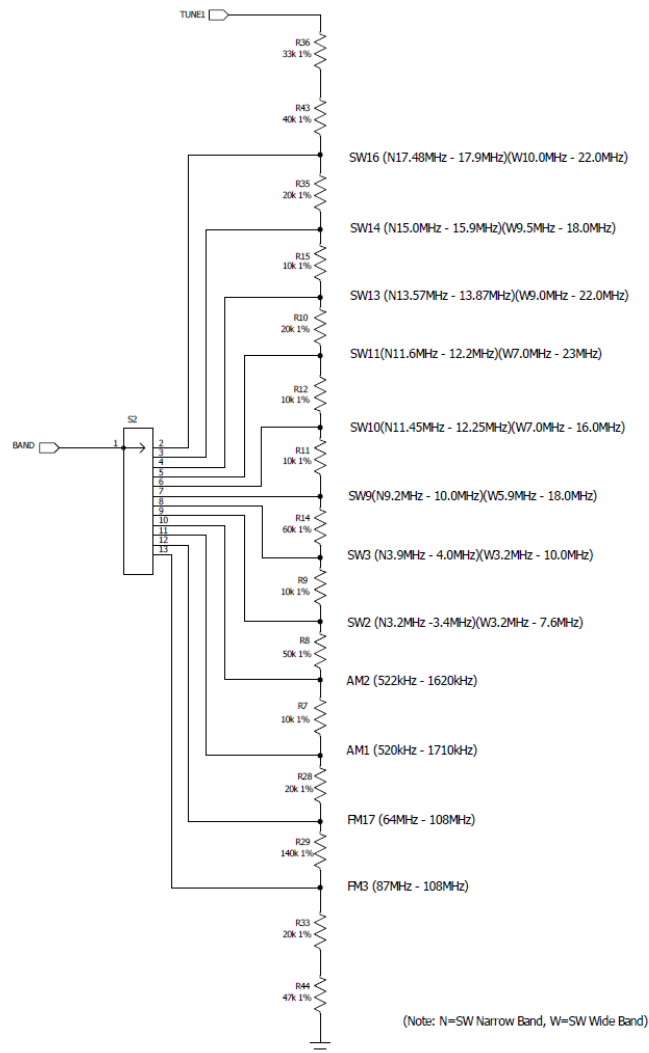 TUNE1
R36
33k 1%
R43
40k 1%
SW16 (N17.48MHz - 17.9MHz)(W10.0MHz - 22.0MHz)
R35
20k 1%
SW14 (N15.0MHz - 15.9MHz)(W9.5MHz - 18.0MHz)
R15
10k 1%
SW13 (N13.57MHz - 13.87MHz)(W9.0MHz - 22.0MHz)
R10
20k 1%
SW11(N11.6MHz - 12.2MHz)(W7.0MHz - 23MHz)
R12
10k 1%
SW10(N11.45MHz - 12.25MHz)(W7.0MHz - 16.0MHz)
R11
10k 1%
S2
BAND
1
2
3
4
5
6
7
8
9
10
11
12
13
SW9(N9.2MHz - 10.0MHz)(W5.9MHz - 18.0MHz)
R14
60k 1%
SW3 (N3.9MHz - 4.0MHz)(W3.2MHz - 10.0MHz)
R9
10k 1%
SW2 (N3.2MHz -3.4MHz)(W3.2MHz - 7.6MHz)
R8
50k 1%
AM2 (522kHz - 1620kHz)
R7
10k 1%
AM1 (520kHz - 1710kHz)
R28
20k 1%
FM17 (64MHz - 108MHz)
R29
140k 1%
FM3 (87MHz - 108MHz)
R33
20k 1%
R44
47k 1%
(Note: N=SW Narrow Band, W=SW Wide Band)